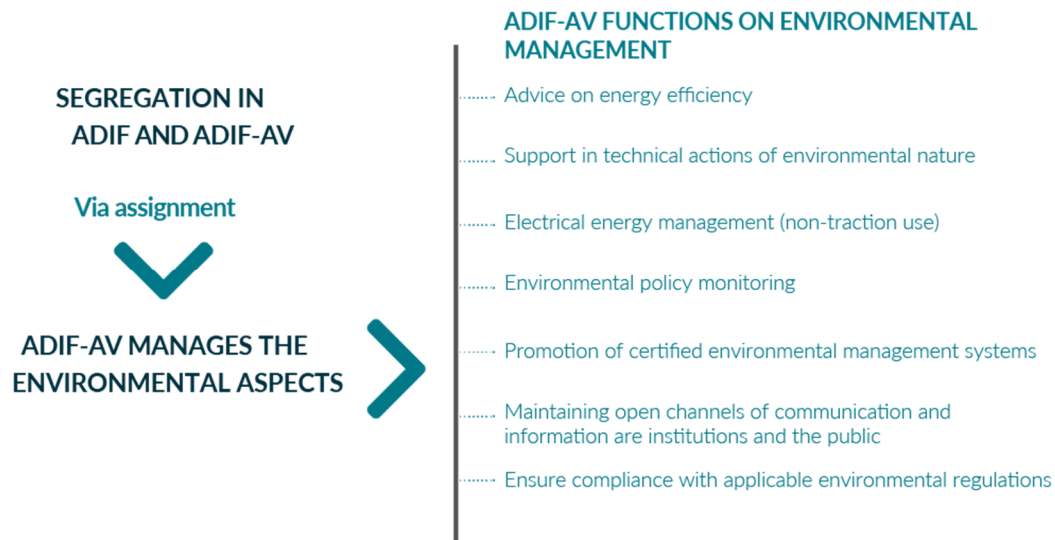 SEGREGATION IN
ADIF AND ADIF-AV
Via assignment
ADIF-AV MANAGES THE
ENVIRONMENTAL ASPECTS
ADIF-AV FUNCTIONS ON ENVIRONMENTAL
MANAGEMENT
Advice on energy efficiency
Support in technical actions of environmental nature
Electrical energy management (non-traction use)
Environmental policy monitoring
Promotion of certified environmental management systems
Maintaining open channels of communication and
information are institutions and the public
Ensure compliance with applicable environmental regulations